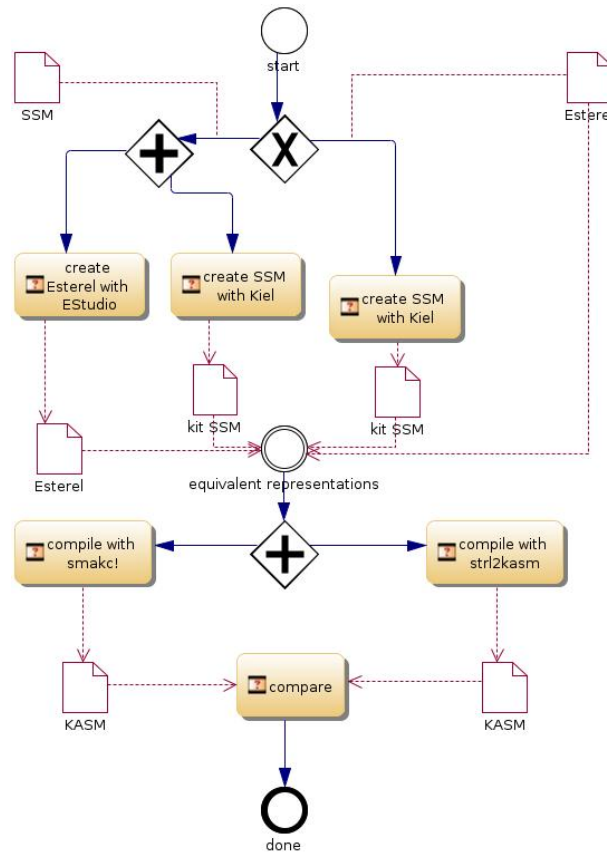 start
SSM
Estere
create
Esterel with
EStudio
create SSM
with Kiel
create SSM
with Kiel
kit SSM
kit SSM
Esterel
equivalent representations
compile with
smakc!
compile with
strl2kasm
compare
KASM
KASM
done